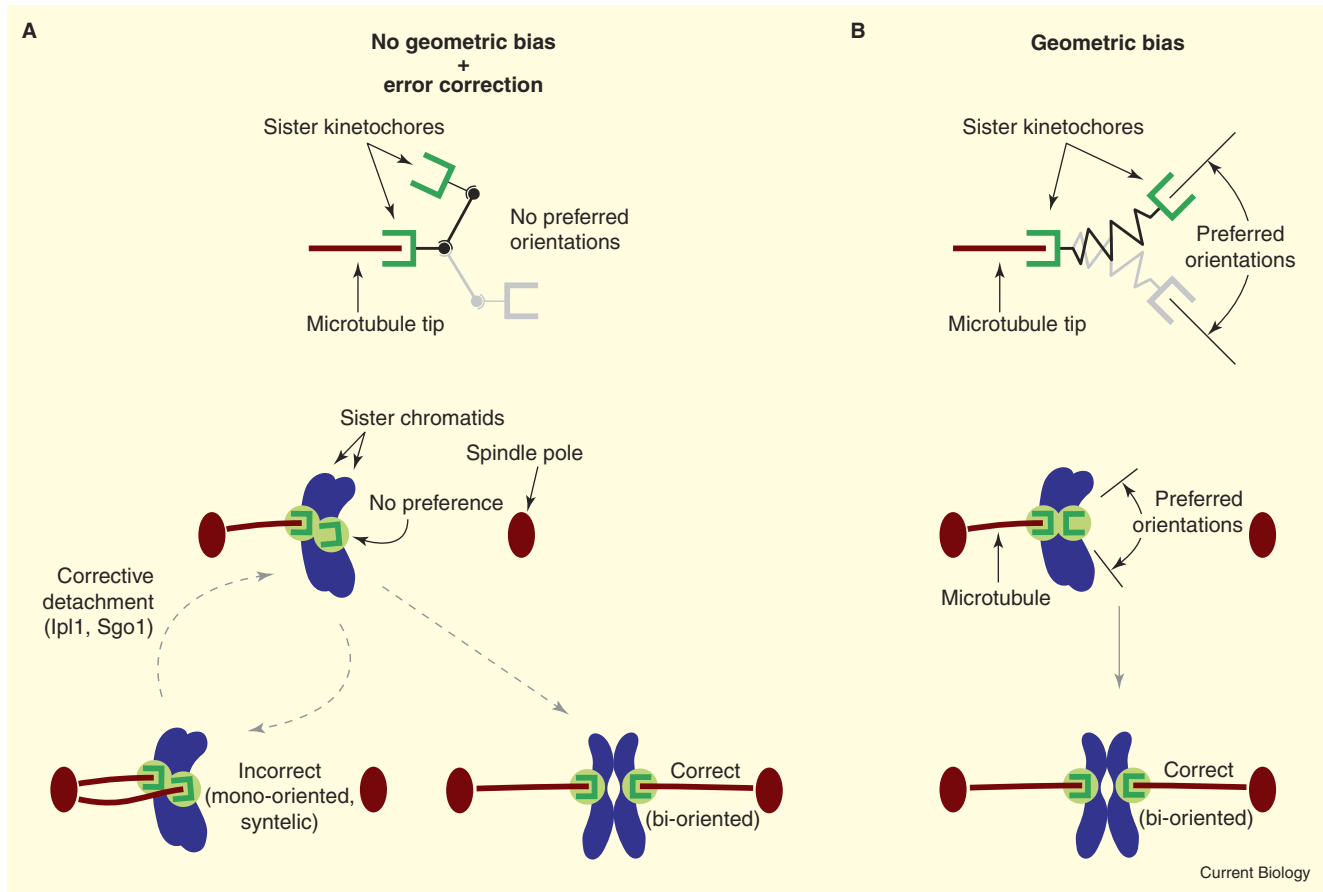 A
No geometric bias
+
error correction
Sister kinetochores
No preferred
orientations
Microtubule tip
Sister chromatids
Spindle pole
No preference
Corrective
detachment
(Ipl1, Sgo1)
Incorrect
(mono-oriented,
syntelic)
Correct
(bi-oriented)
B
Geometric bias
Sister kinetochores
Preferred
orientations
Microtubule tip
Preferred
orientations
Microtubule
Correct
(bi-oriented)
Current Biology